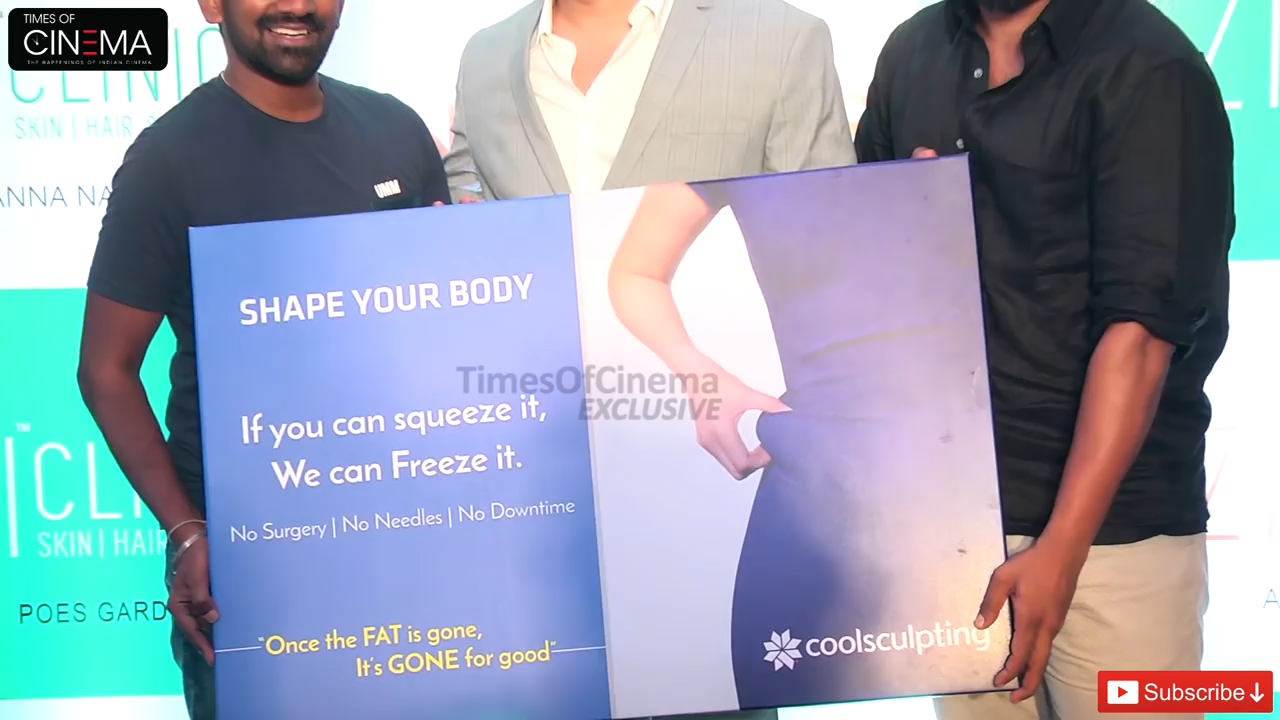 TIMES OF
CINEMA
THE HAPPENINGS OF INDIAN CINEMA
CLINIC
SKIN | HAIR
ANNA NA
UMM
SHAPE YOUR BODY
If you can squeeze it,
We can Freeze it.
No Surgery | No Needles | No Downtime
"Once the FAT is gone,
It's GONE for good"
TimesOfCinema
EXCLUSIVE
coolsculpting
CLIN
SKIN | HAIR
POES GARD
Subscribe